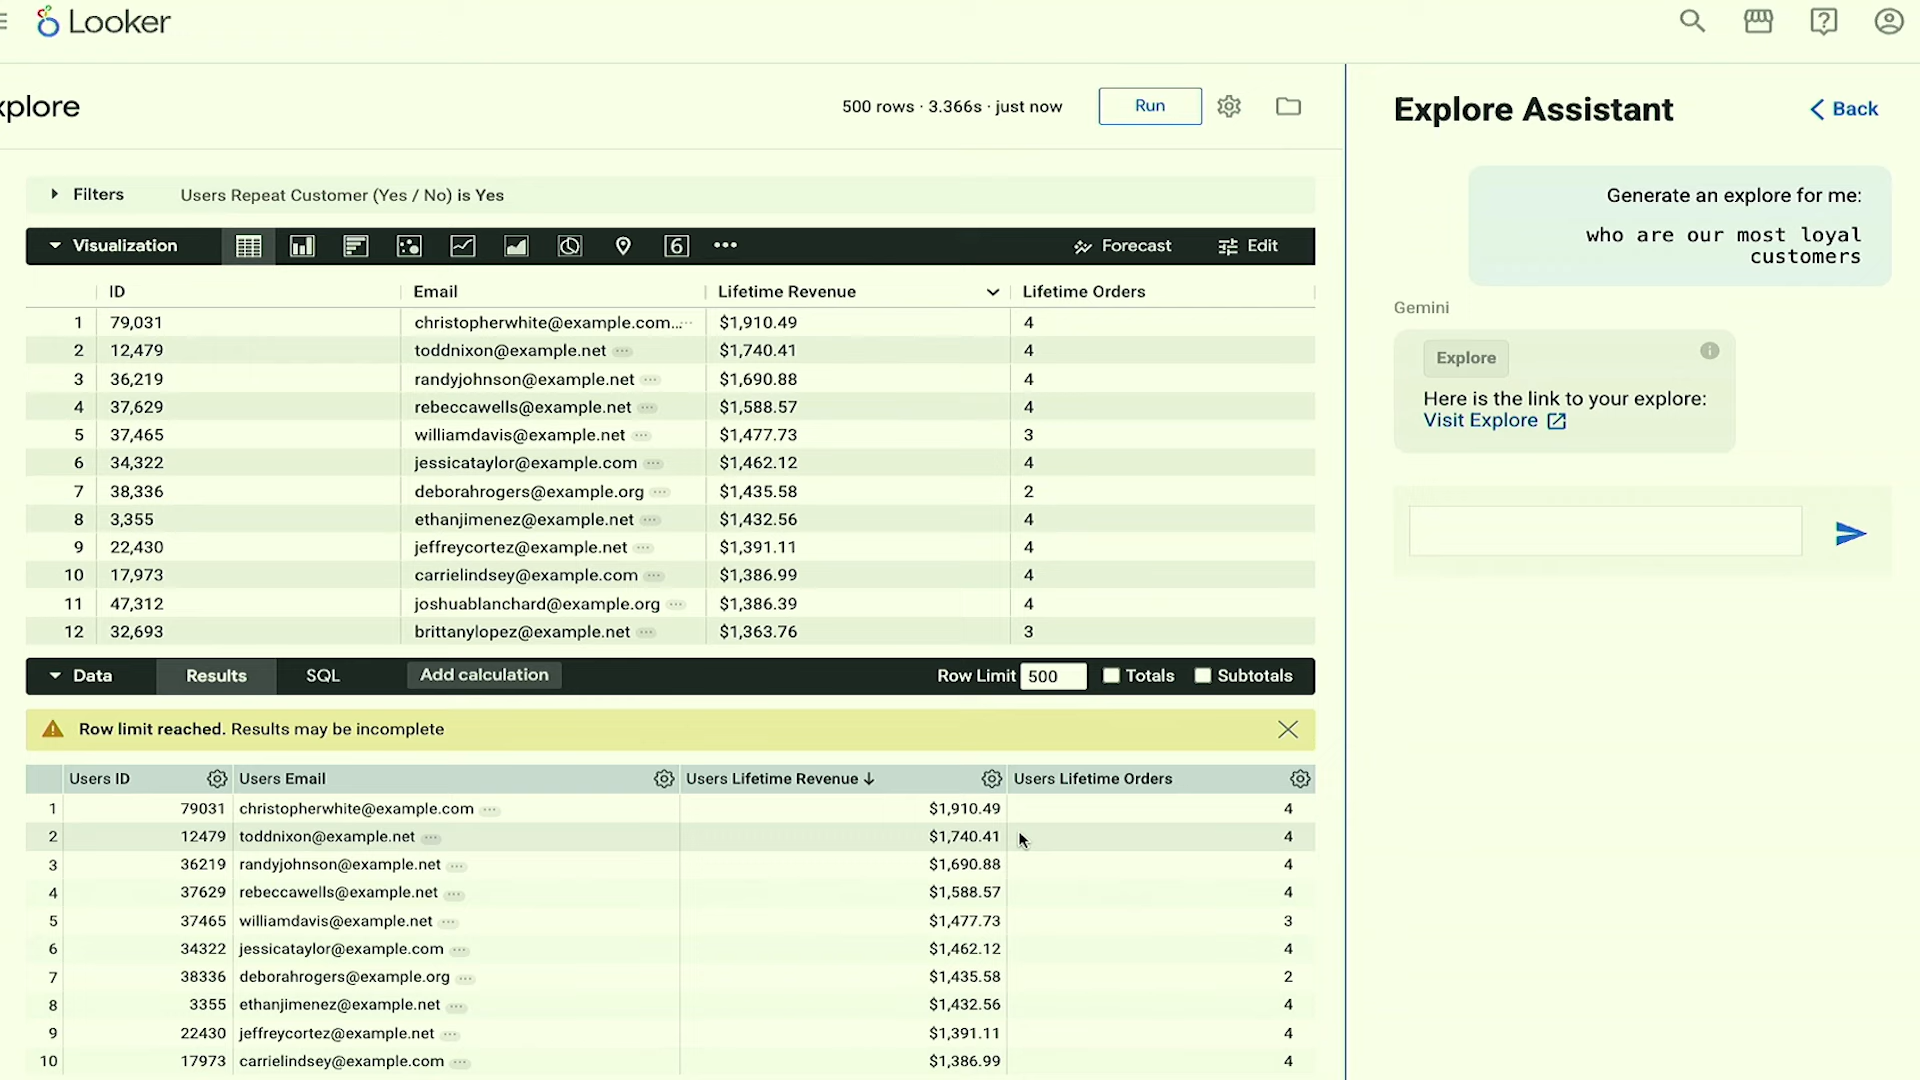 Looker
xplore
500 rows · 3.366s · just now
Run
Filters
Users Repeat Customer (Yes / No) is Yes
Visualization
6
Forecast
Edit
ID Email Lifetime Revenue Lifetime Orders
1 79,031 christopherwhite@example.com... $1,910.49 4
2 12,479 toddnixon@example.net $1,740.41 4
3 36,219 randyjohnson@example.net $1,690.88 4
4 37,629 rebeccawells@example.net $1,588.57 4
5 37,465 williamdavis@example.net $1,477.73 3
6 34,322 jessicataylor@example.com $1,462.12 4
7 38,336 deborahrogers@example.org $1,435.58 2
8 3,355 ethanjimenez@example.net $1,432.56 4
9 22,430 jeffreycortez@example.net $1,391.11 4
10 17,973 carrielindsey@example.com $1,386.99 4
11 47,312 joshuablanchard@example.org $1,386.39 4
12 32,693 brittanylopez@example.net $1,363.76 3
Data Results SQL Add calculation Row Limit 500 Totals Subtotals
Row limit reached. Results may be incomplete
Users ID Users Email Users Lifetime Revenue ↓ Users Lifetime Orders
1 79031 christopherwhite@example.com $1,910.49 4
2 12479 toddnixon@example.net $1,740.41 4
3 36219 randyjohnson@example.net $1,690.88 4
4 37629 rebeccawells@example.net $1,588.57 4
5 37465 williamdavis@example.net $1,477.73 3
6 34322 jessicataylor@example.com $1,462.12 4
7 38336 deborahrogers@example.org $1,435.58 2
8 3355 ethanjimenez@example.net $1,432.56 4
9 22430 jeffreycortez@example.net $1,391.11 4
10 17973 carrielindsey@example.com $1,386.99 4
Explore Assistant
Back
Generate an explore for me:
who are our most loyal
customers
Gemini
Explore
Here is the link to your explore:
Visit Explore